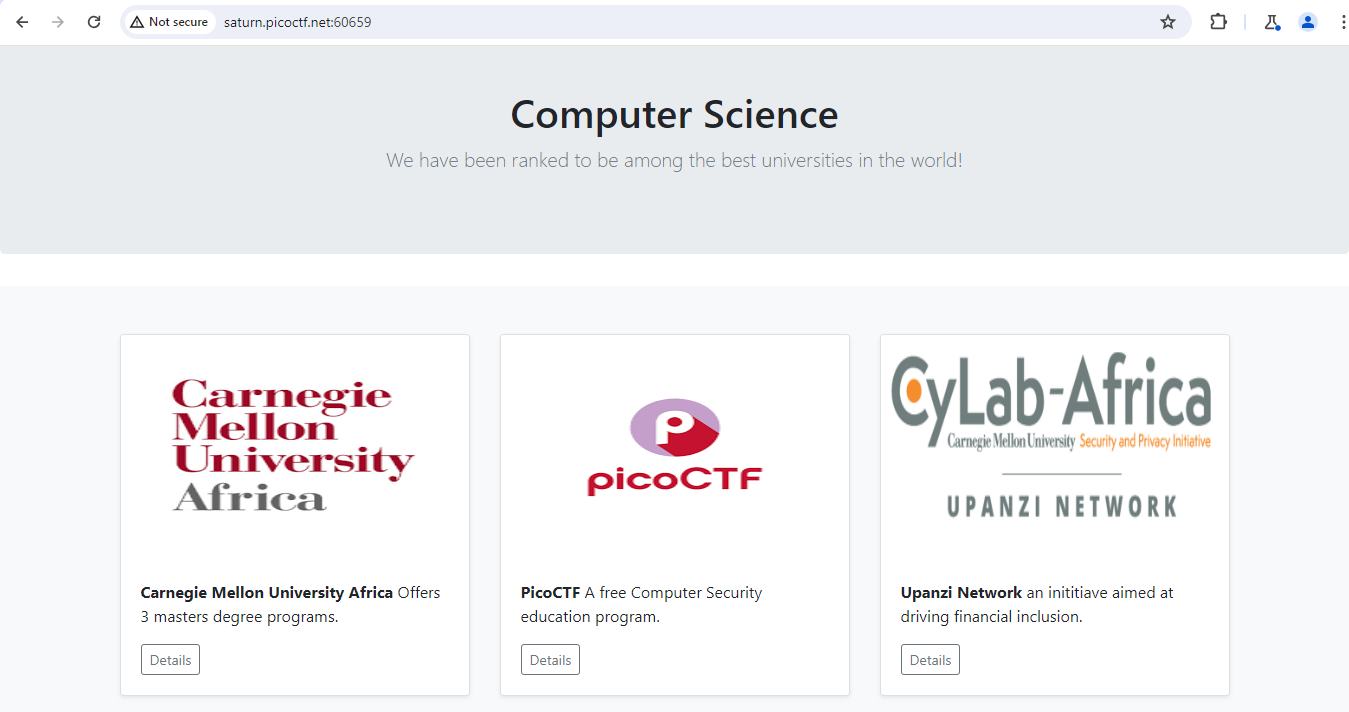 Not secure saturn.picoctf.net:60659
Computer Science
We have been ranked to be among the best universities in the world!
Carnegie
Mellon
University
Africa
Carnegie Mellon University Africa Offers
3 masters degree programs.
Details
P
picoCTF
PicoCTF A free Computer Security
education program.
Details
CyLab-Africa
Carnegie Mellon University Security and Privacy Initiative
UPANZI NETWORK
Upanzi Network an inititiave aimed at
driving financial inclusion.
Details